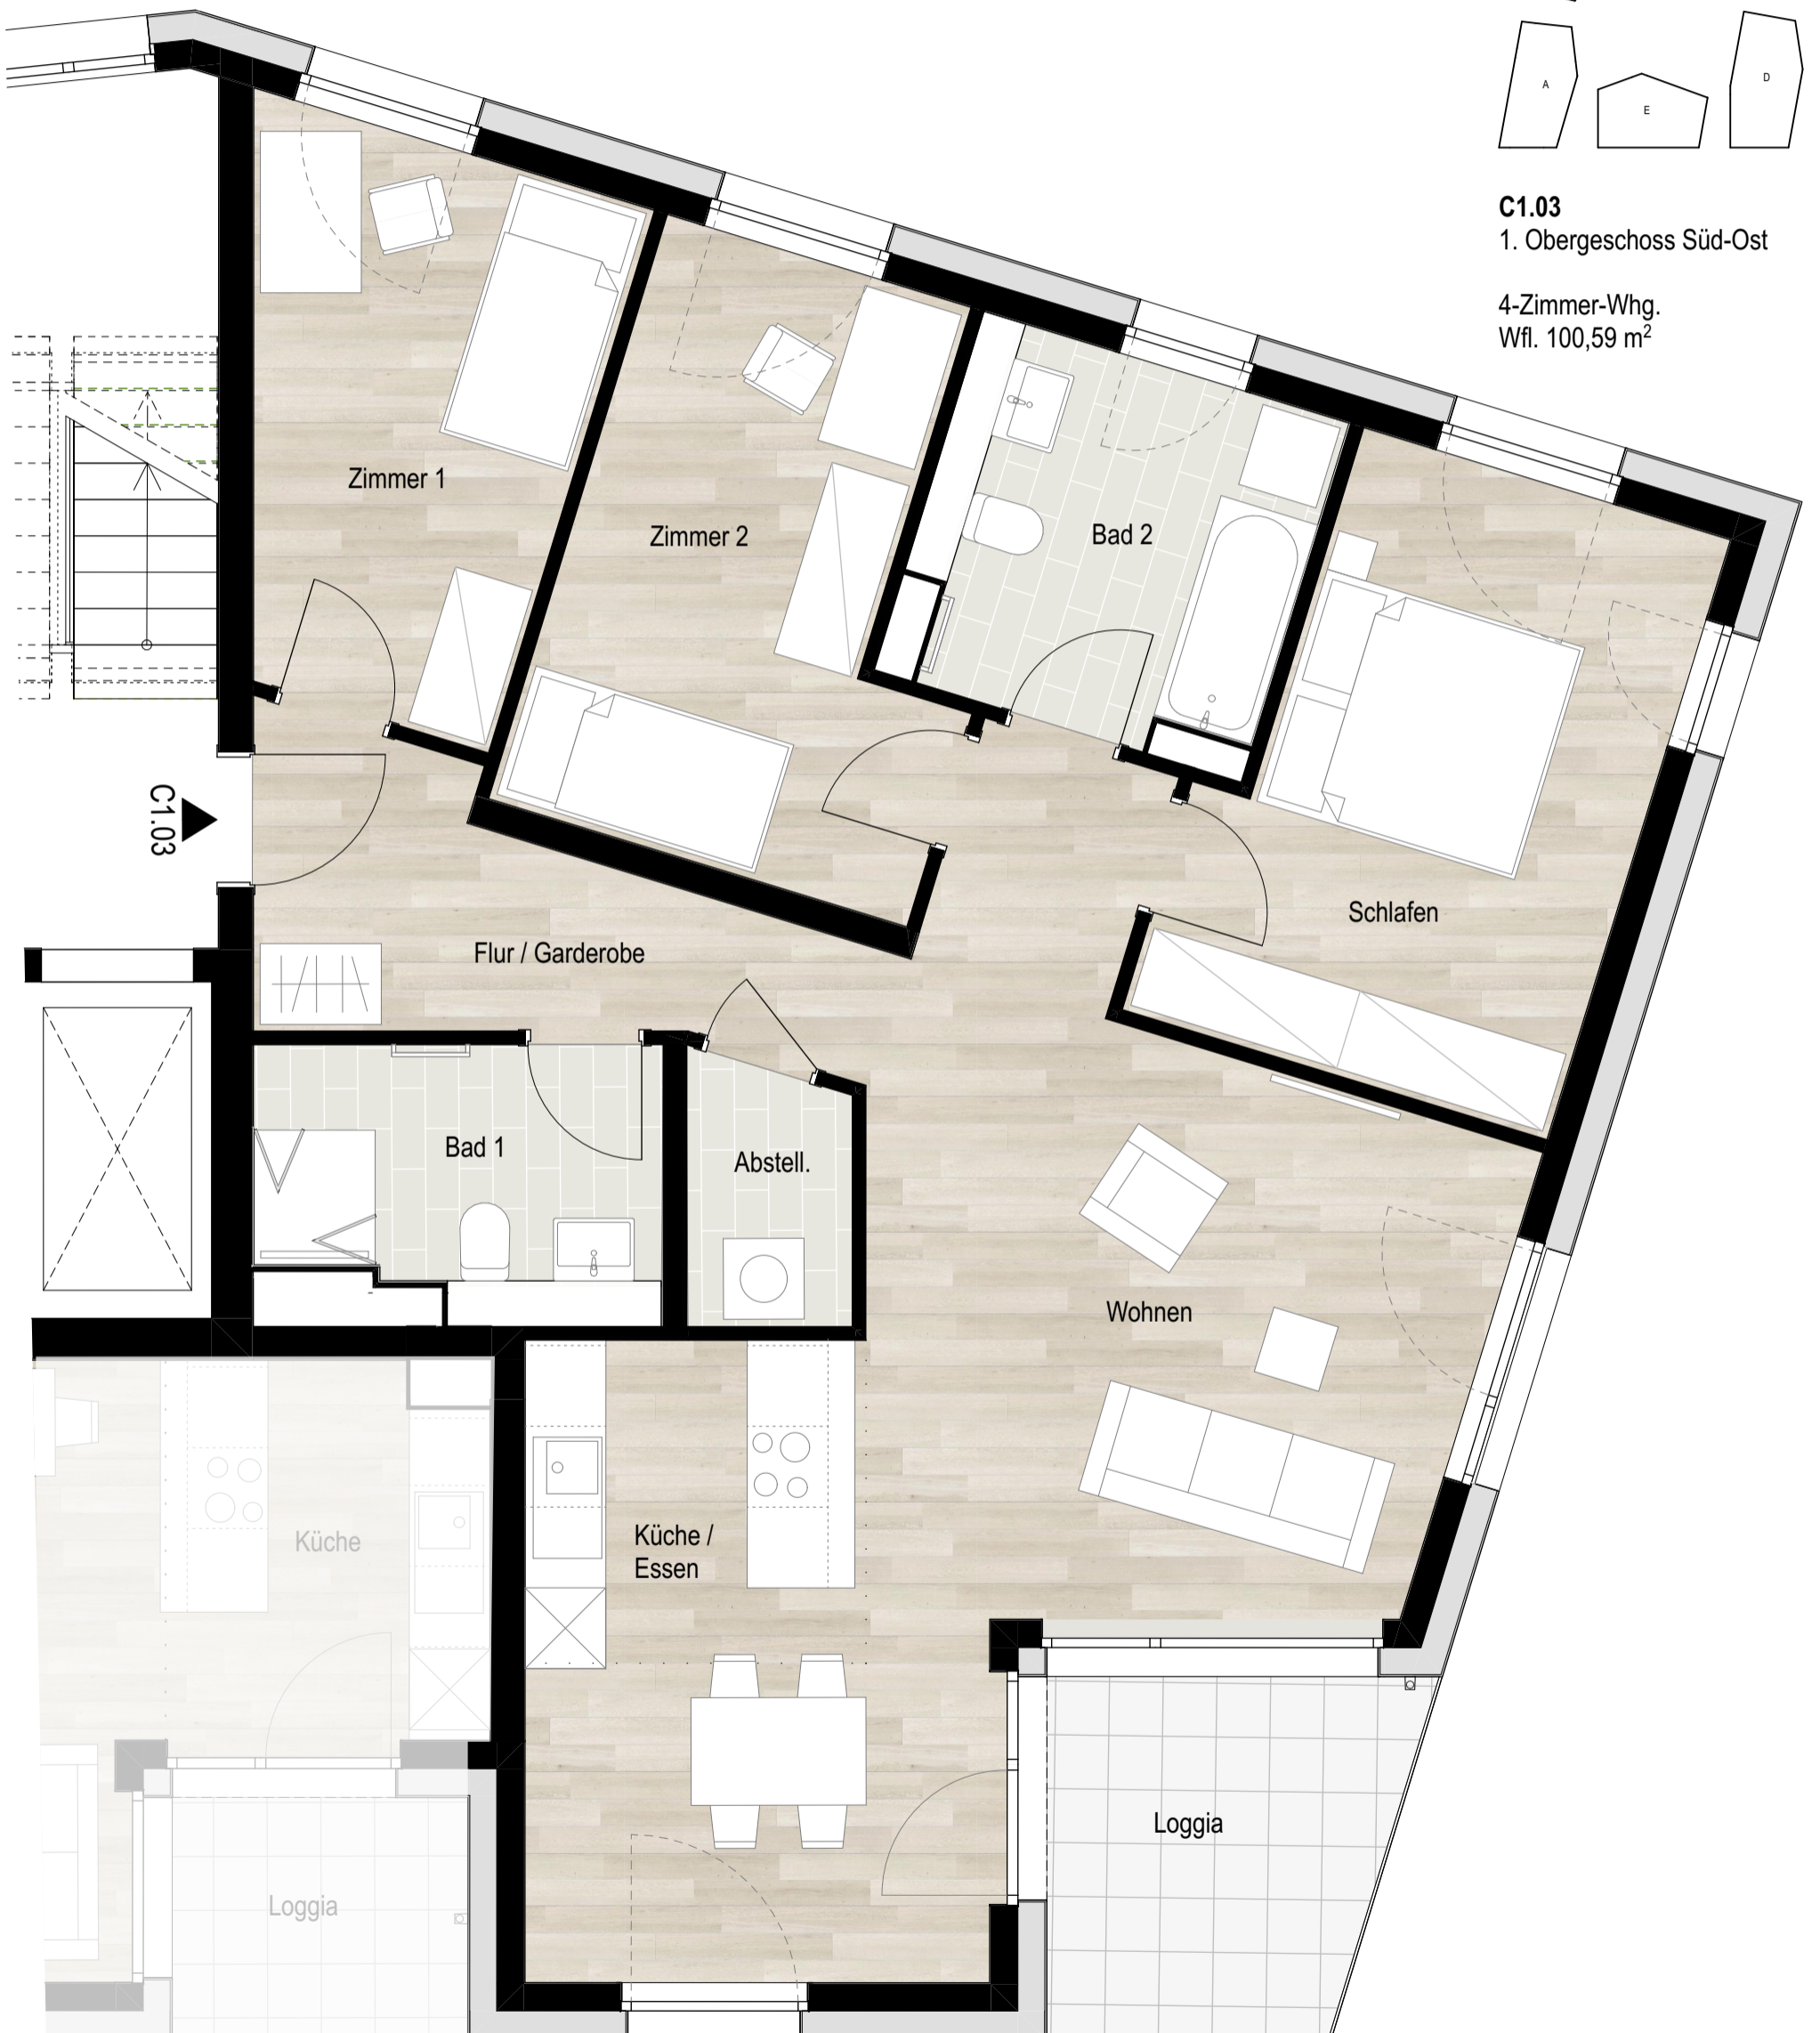 A
E
D
C1.03
1. Obergeschoss Süd-Ost
4-Zimmer-Whg.
Wfl. 100,59 m²
Zimmer 1
Zimmer 2
Bad 2
C1.03
Schlafen
Flur / Garderobe
Bad 1
Abstell.
Wohnen
Küche /
Essen
Küche
Loggia
Loggia